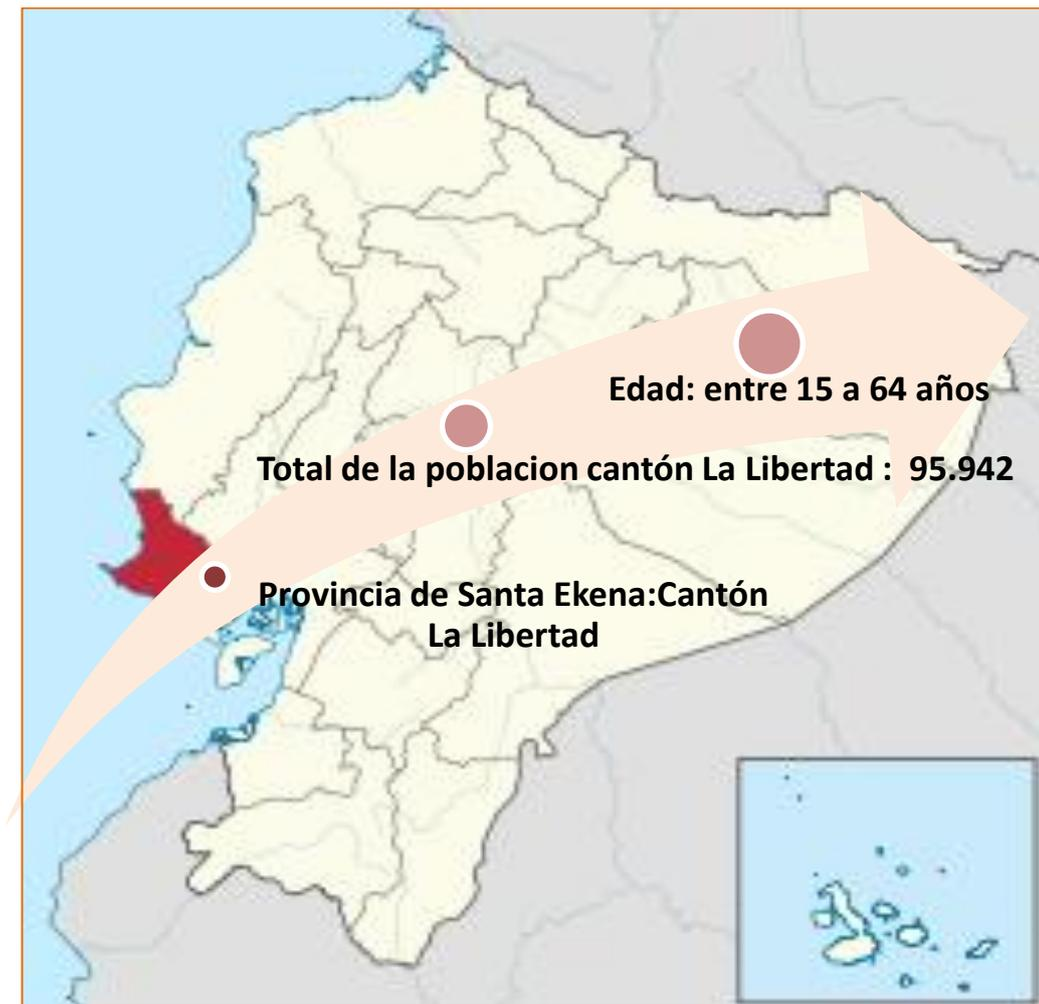 Edad: entre 15 a 64 años
Total de la poblacion cantón La Libertad : 95.942
Provincia de Santa Ekena:Cantón
La Libertad